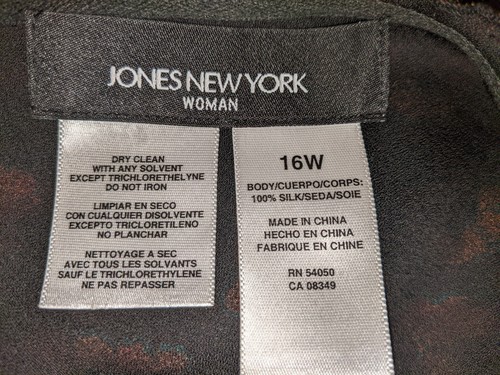 JONES NEW YORK
WOMAN
DRY CLEAN
WITH ANY SOLVENT
EXCEPT TRICHLORETHELYNE
DO NOT IRON
LIMPIAR EN SECO
CON CUALQUIER DISOLVENTE
EXCEPTO TRICLORETILENO
NO PLANCHAR
NETTOYAGE A SEC
AVEC TOUS LES SOLVANTS
SAUF LE TRICHLORETHYLENE
NE PAS REPASSER
16W
BODY/CUERPO/CORPS:
100% SILK/SEDA/SOIE
MADE IN CHINA
HECHO EN CHINA
FABRIQUE EN CHINE
RN 54050
CA 08349